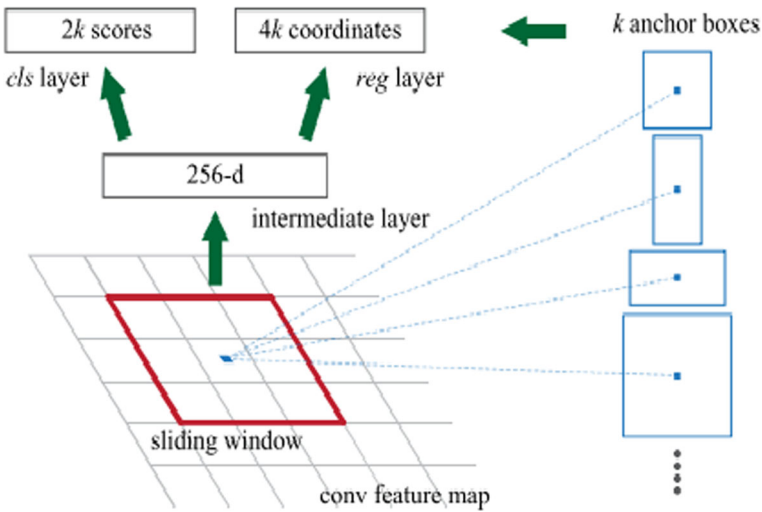 2k scores
4k coordinates
k anchor boxes
cls layer
reg layer
256-d
intermediate layer
sliding window
conv feature map